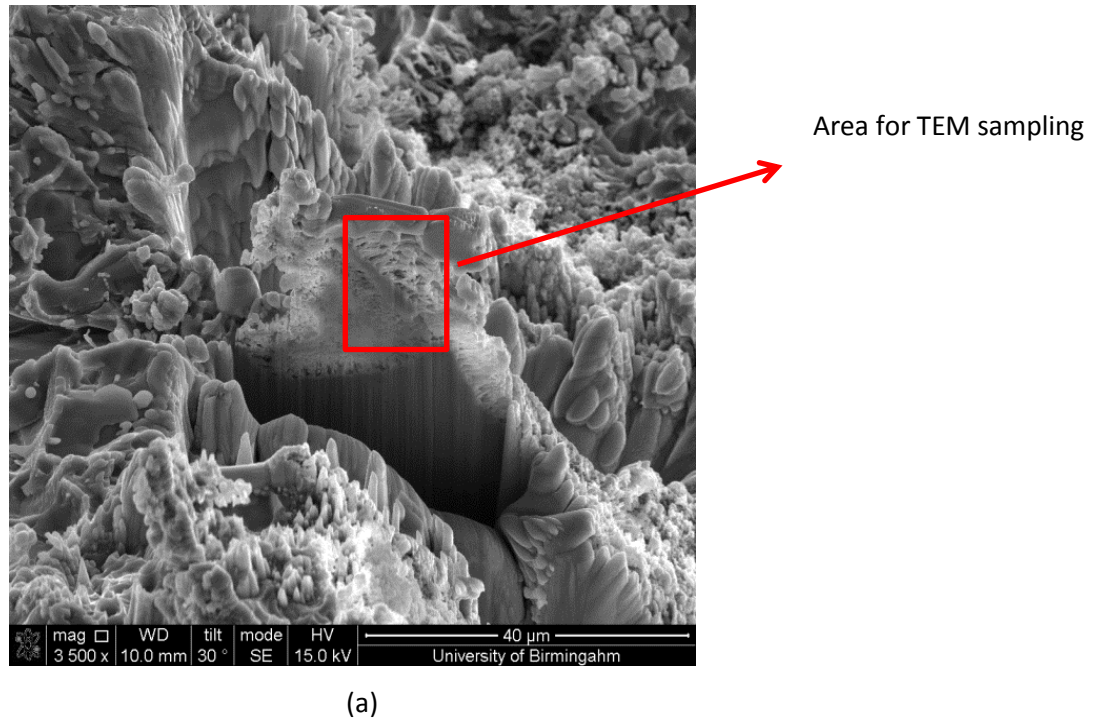 Area for TEM sampling
mag □ WD tilt mode HV 40 µm
3 500 x 10.0 mm 30 ° SE 15.0 kV University of Birmingahm
(a)